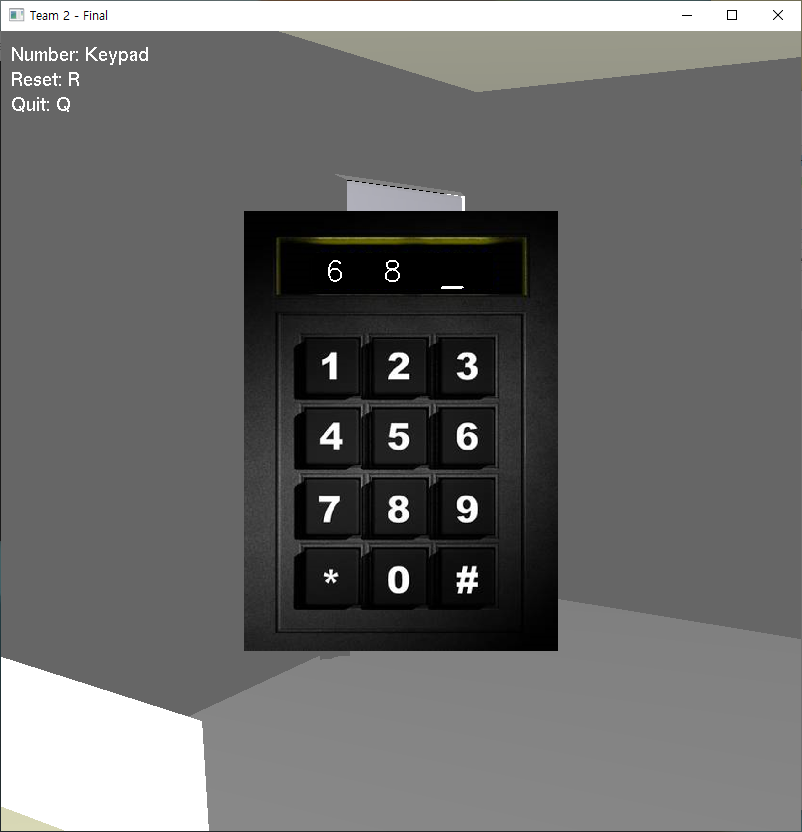 Team 2 - Final
Number: Keypad
Reset: R
Quit: Q
6 8 _
1 2 3
4 5 6
7 8 9
* 0 #